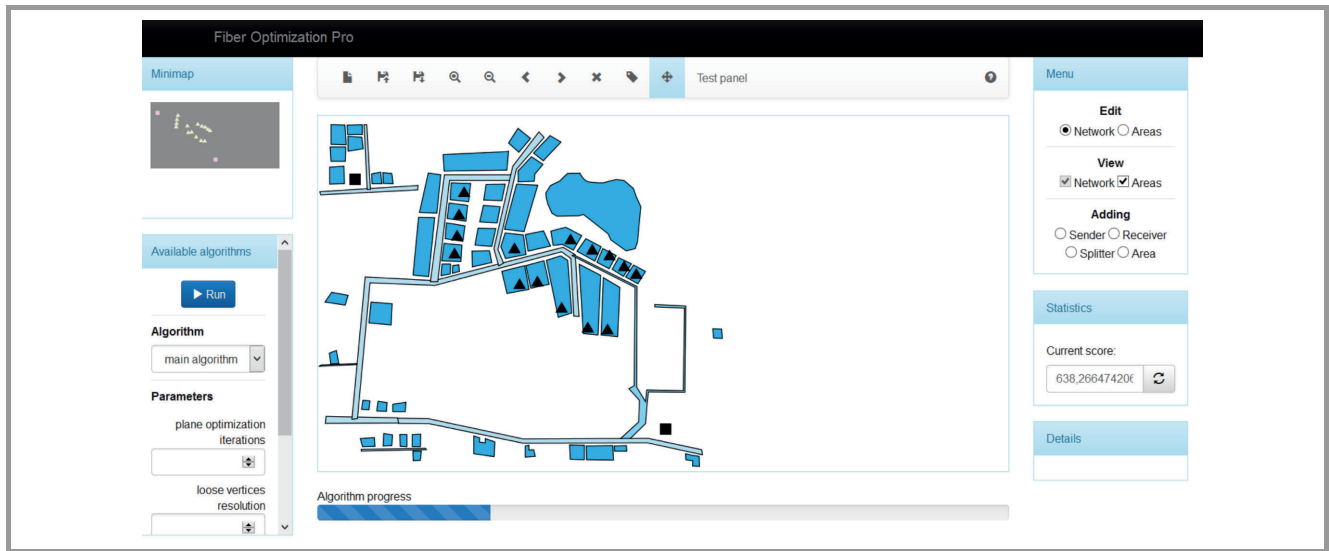 Fiber Optimization Pro
Minimap
Available algorithms
Run
Algorithm
main algorithm
Parameters
plane optimization
iterations
loose vertices
resolution
Test panel
Algorithm progress
Menu
Edit
Network Areas
View
Network Areas
Adding
Sender Receiver
Splitter Area
Statistics
Current score:
638,266474206
Details